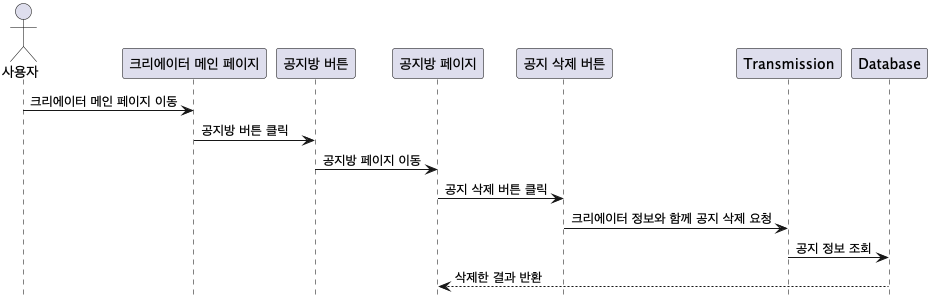 사용자
크리에이터 메인 페이지
공지방 버튼
공지방 페이지
공지 삭제 버튼
Transmission
Database
크리에이터 메인 페이지 이동
공지방 버튼 클릭
공지방 페이지 이동
공지 삭제 버튼 클릭
크리에이터 정보와 함께 공지 삭제 요청
공지 정보 조회
삭제한 결과 반환